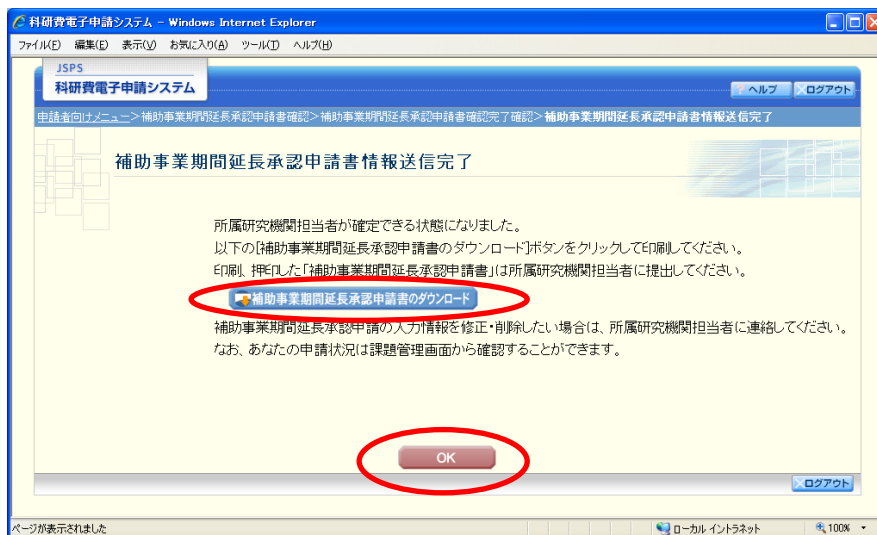 科研費電子申請システム - Windows Internet Explorer
ファイル(F) 編集(E) 表示(V) お気に入り(A) ツール(T) ヘルプ(H)
JSPS
科研費電子申請システム
? ヘルプ ログアウト
申請者向けメニュー>補助事業期間延長承認申請書確認>補助事業期間延長承認申請書確認完了確認>補助事業期間延長承認申請書情報送信完了
補助事業期間延長承認申請書情報送信完了
所属研究機関担当者が確定できる状態になりました。
以下の[補助事業期間延長承認申請書のダウンロード]ボタンをクリックして印刷してください。
印刷、押印した「補助事業期間延長承認申請書」は所属研究機関担当者に提出してください。
補助事業期間延長承認申請書のダウンロード
補助事業期間延長承認申請の入力情報を修正・削除したい場合は、所属研究機関担当者に連絡してください。
なお、あなたの申請状況は課題管理画面から確認することができます。
OK
ログアウト
ページが表示されました ローカル イントラネット 100%